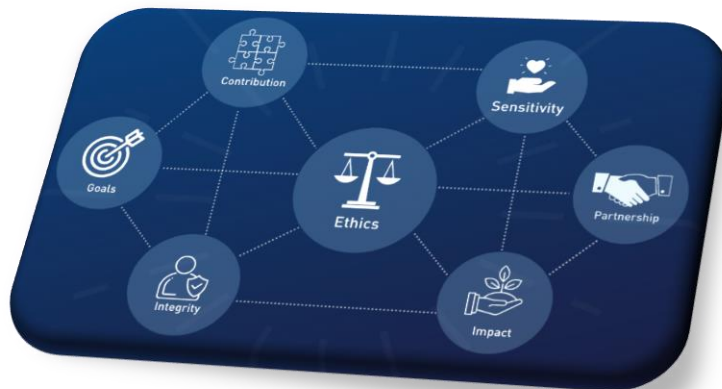 Contribution
Sensitivity
Goals
Ethics
Partnership
Integrity
Impact